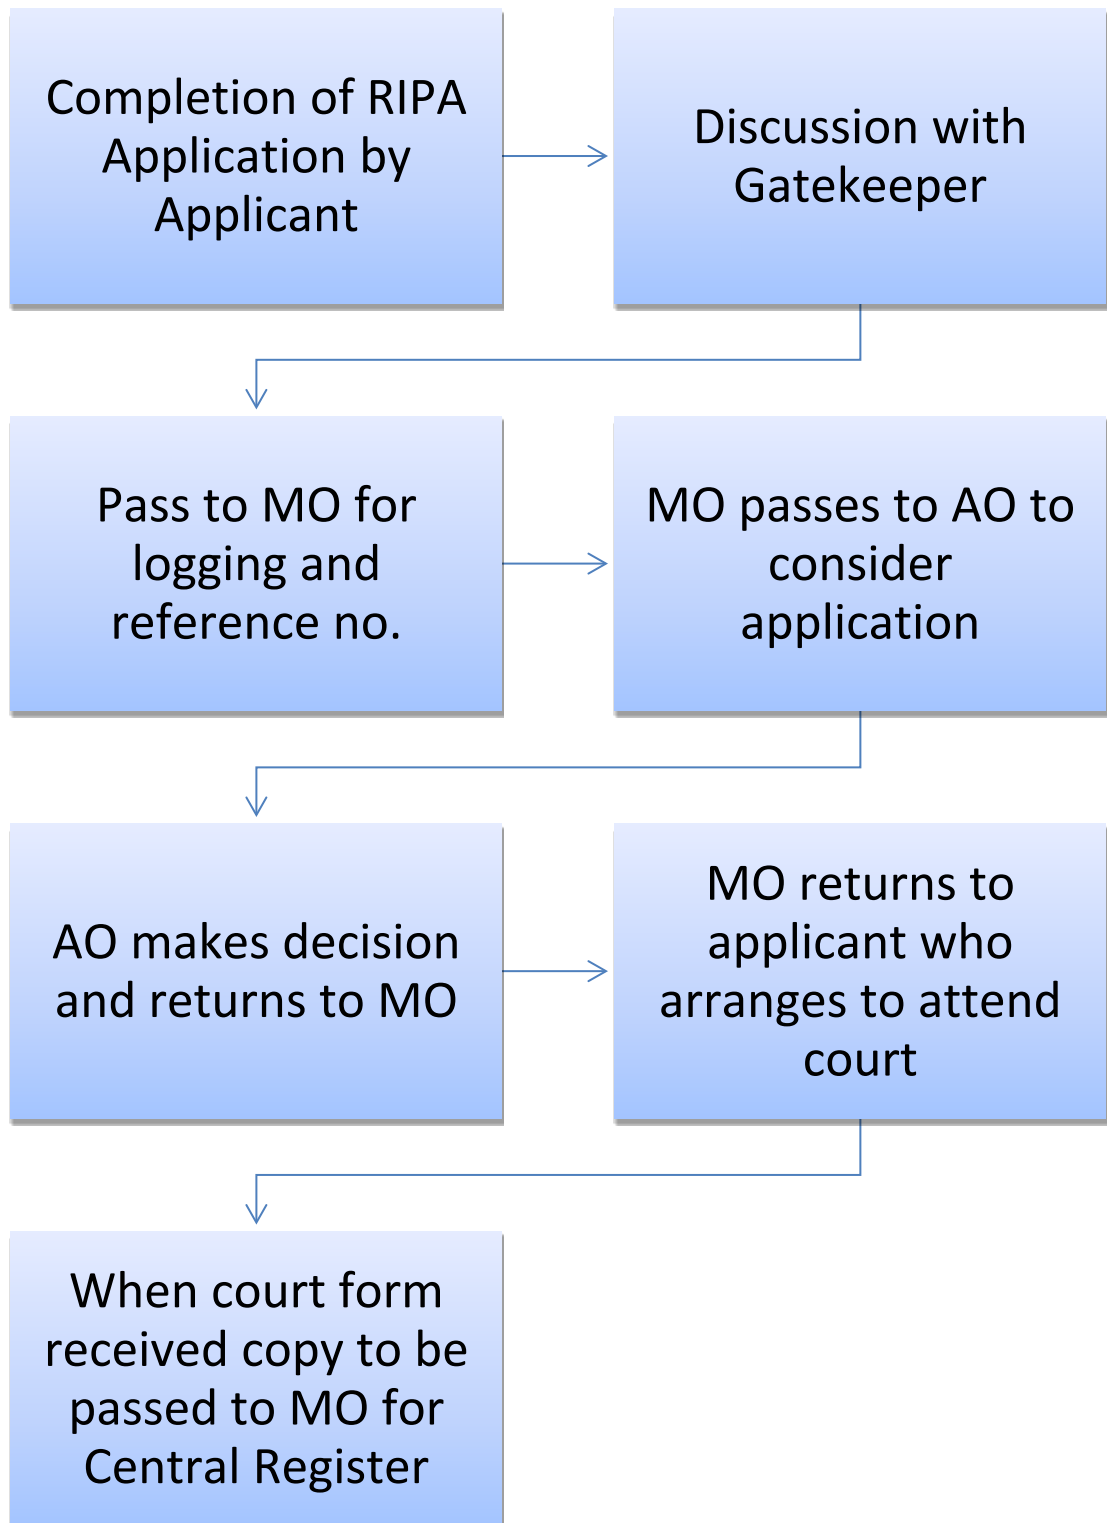 Completion of RIPA
Application by
Applicant
Discussion with
Gatekeeper
Pass to MO for
logging and
reference no.
MO passes to AO to
consider
application
AO makes decision
and returns to MO
MO returns to
applicant who
arranges to attend
court
When court form
received copy to be
passed to MO for
Central Register